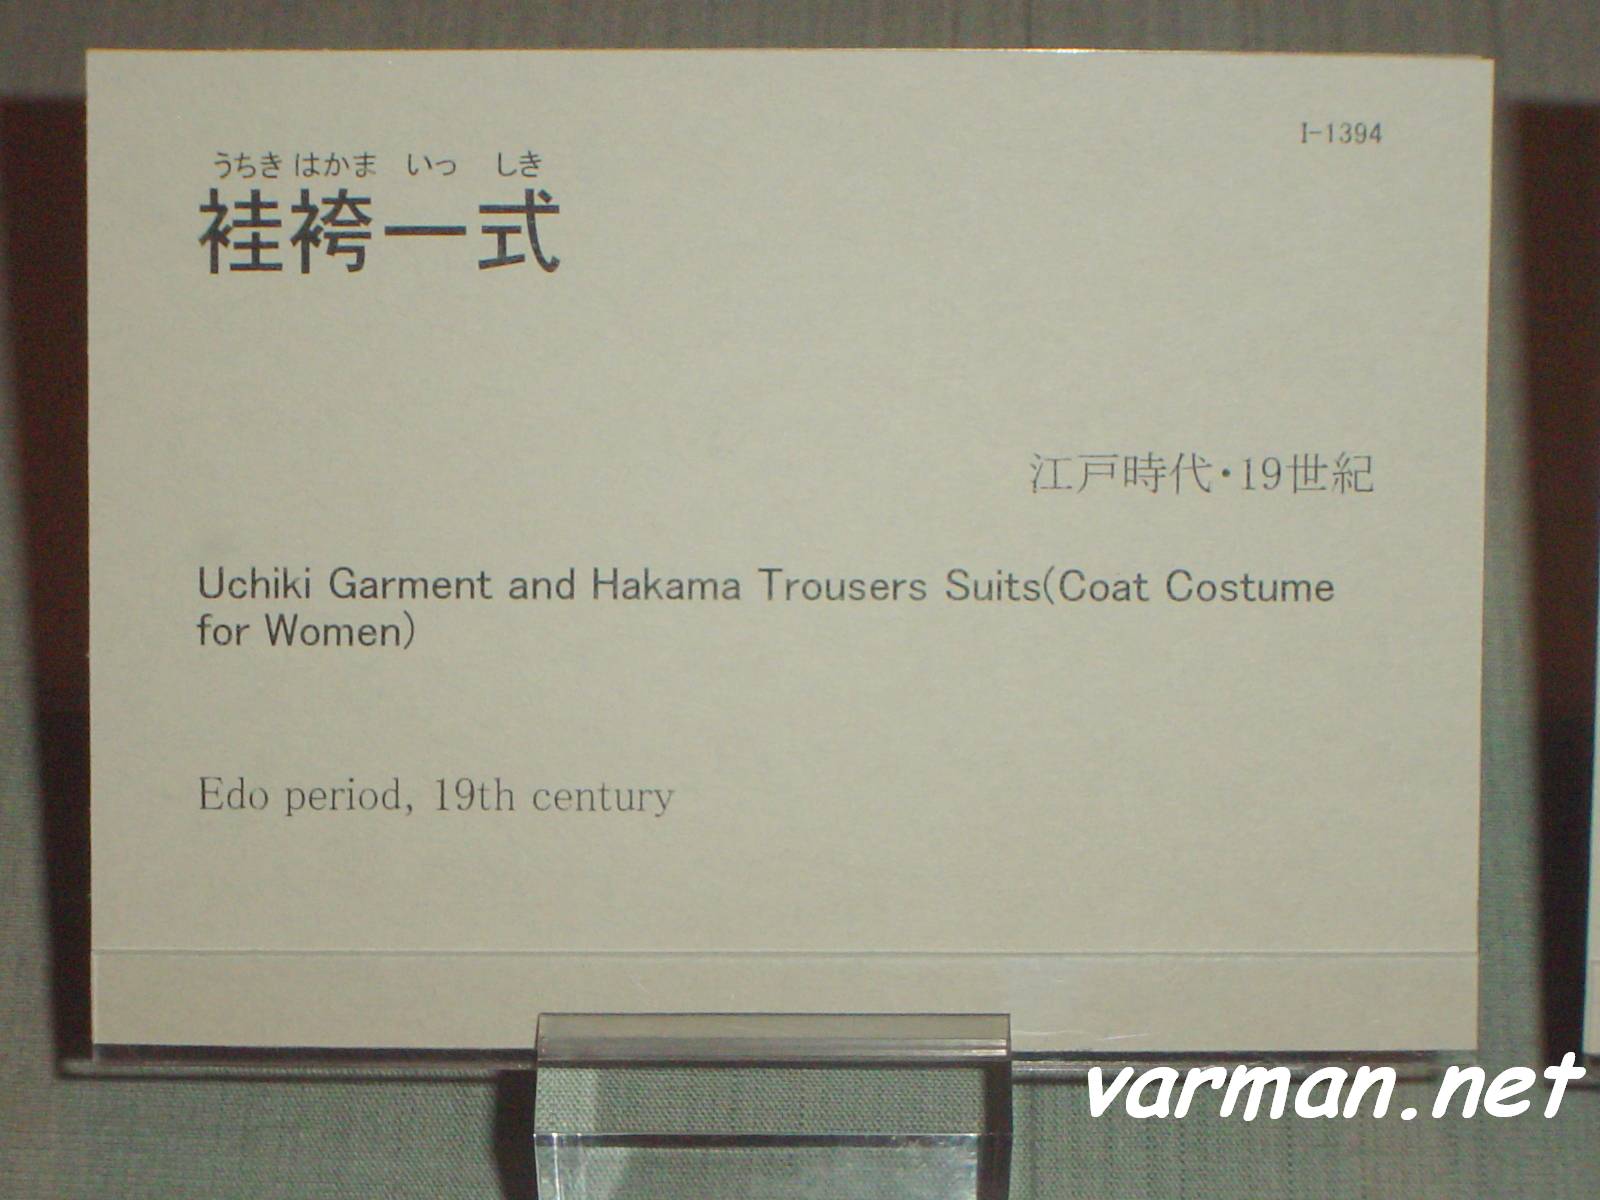 I-1394
うちき はかま いっ しき
袿袴一式
江戸時代・19世紀
Uchiki Garment and Hakama Trousers Suits(Coat Costume
for Women)
Edo period, 19th century
varman.net